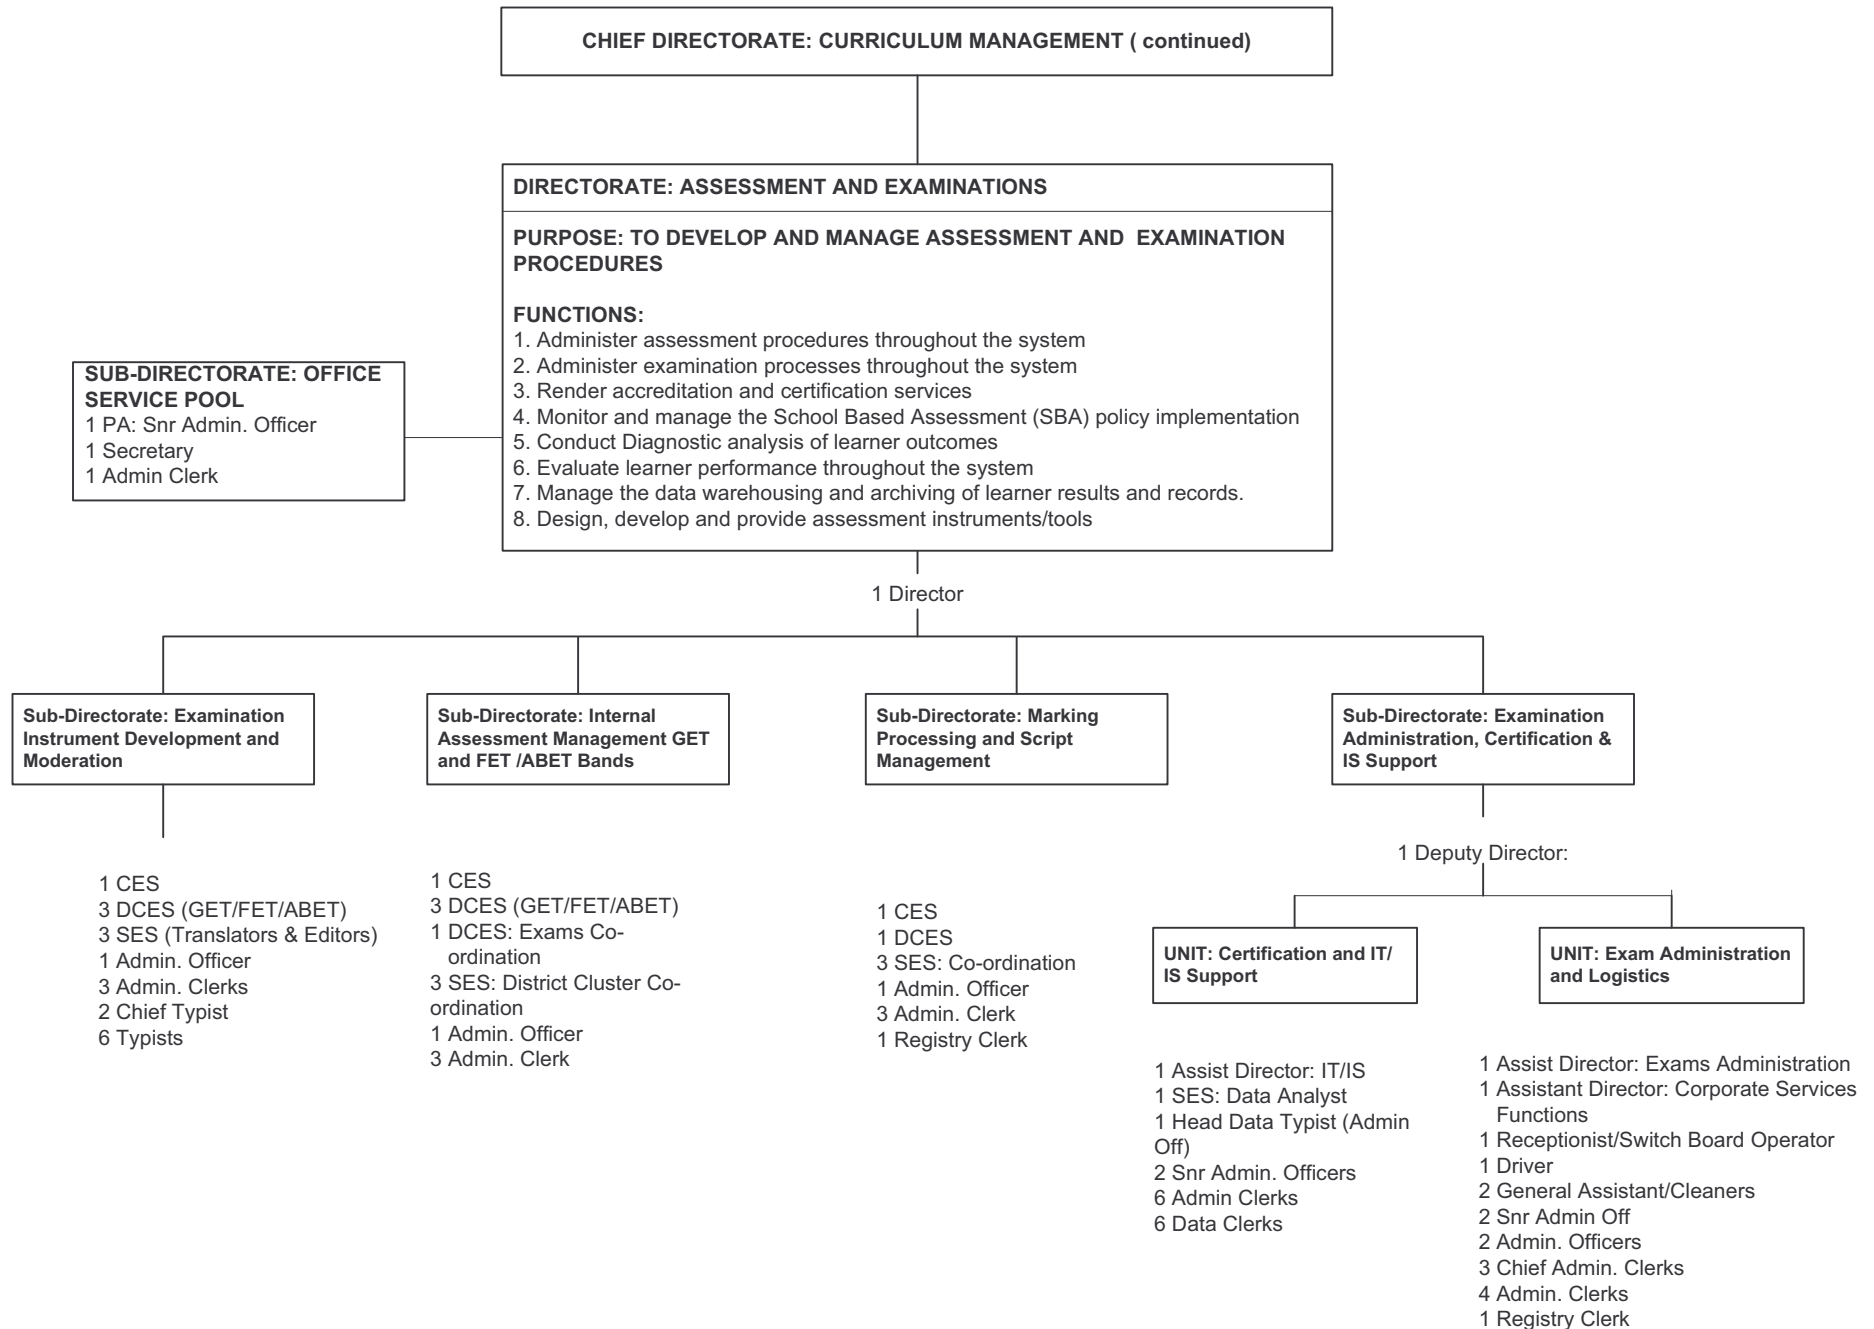 CHIEF DIRECTORATE: CURRICULUM MANAGEMENT ( continued)
DIRECTORATE: ASSESSMENT AND EXAMINATIONS
PURPOSE: TO DEVELOP AND MANAGE ASSESSMENT AND EXAMINATION
PROCEDURES
FUNCTIONS:
1. Administer assessment procedures throughout the system
2. Administer examination processes throughout the system
3. Render accreditation and certification services
4. Monitor and manage the School Based Assessment (SBA) policy implementation
5. Conduct Diagnostic analysis of learner outcomes
6. Evaluate learner performance throughout the system
7. Manage the data warehousing and archiving of learner results and records.
8. Design, develop and provide assessment instruments/tools
SUB-DIRECTORATE: OFFICE
SERVICE POOL
1 PA: Snr Admin. Officer
1 Secretary
1 Admin Clerk
1 Director
Sub-Directorate: Examination
Instrument Development and
Moderation
1 CES
3 DCES (GET/FET/ABET)
3 SES (Translators & Editors)
1 Admin. Officer
3 Admin. Clerks
2 Chief Typist
6 Typists
Sub-Directorate: Internal
Assessment Management GET
and FET /ABET Bands
1 CES
3 DCES (GET/FET/ABET)
1 DCES: Exams Co-
ordination
3 SES: District Cluster Co-
ordination
1 Admin. Officer
3 Admin. Clerk
Sub-Directorate: Marking
Processing and Script
Management
1 CES
1 DCES
3 SES: Co-ordination
1 Admin. Officer
3 Admin. Clerk
1 Registry Clerk
Sub-Directorate: Examination
Administration, Certification &
IS Support
1 Deputy Director:
UNIT: Certification and IT/
IS Support
1 Assist Director: IT/IS
1 SES: Data Analyst
1 Head Data Typist (Admin
Off)
2 Snr Admin. Officers
6 Admin Clerks
6 Data Clerks
UNIT: Exam Administration
and Logistics
1 Assist Director: Exams Administration
1 Assistant Director: Corporate Services
Functions
1 Receptionist/Switch Board Operator
1 Driver
2 General Assistant/Cleaners
2 Snr Admin Off
2 Admin. Officers
3 Chief Admin. Clerks
4 Admin. Clerks
1 Registry Clerk